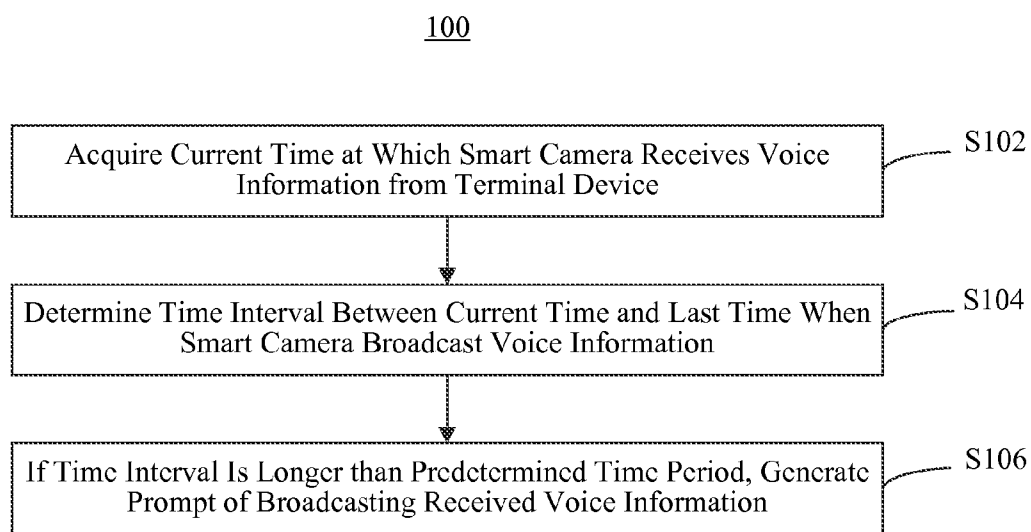 100
Acquire Current Time at Which Smart Camera Receives Voice
Information from Terminal Device
S102
Determine Time Interval Between Current Time and Last Time When
Smart Camera Broadcast Voice Information
S104
If Time Interval Is Longer than Predetermined Time Period, Generate
Prompt of Broadcasting Received Voice Information
S106